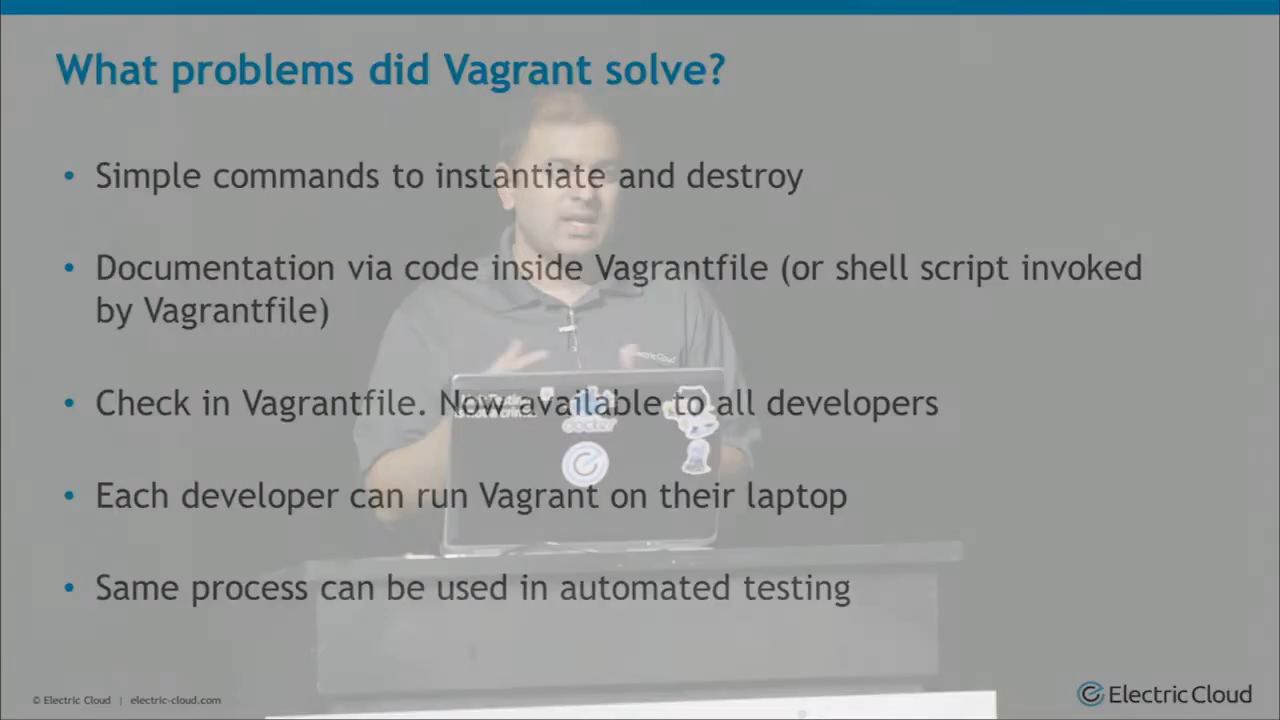 What problems did Vagrant solve?
• Simple commands to instantiate and destroy
• Documentation via code inside Vagrantfile (or shell script invoked
by Vagrantfile)
• Check in Vagrantfile. Now available to all developers
• Each developer can run Vagrant on their laptop
• Same process can be used in automated testing
© Electric Cloud | electric-cloud.com
Electric Cloud